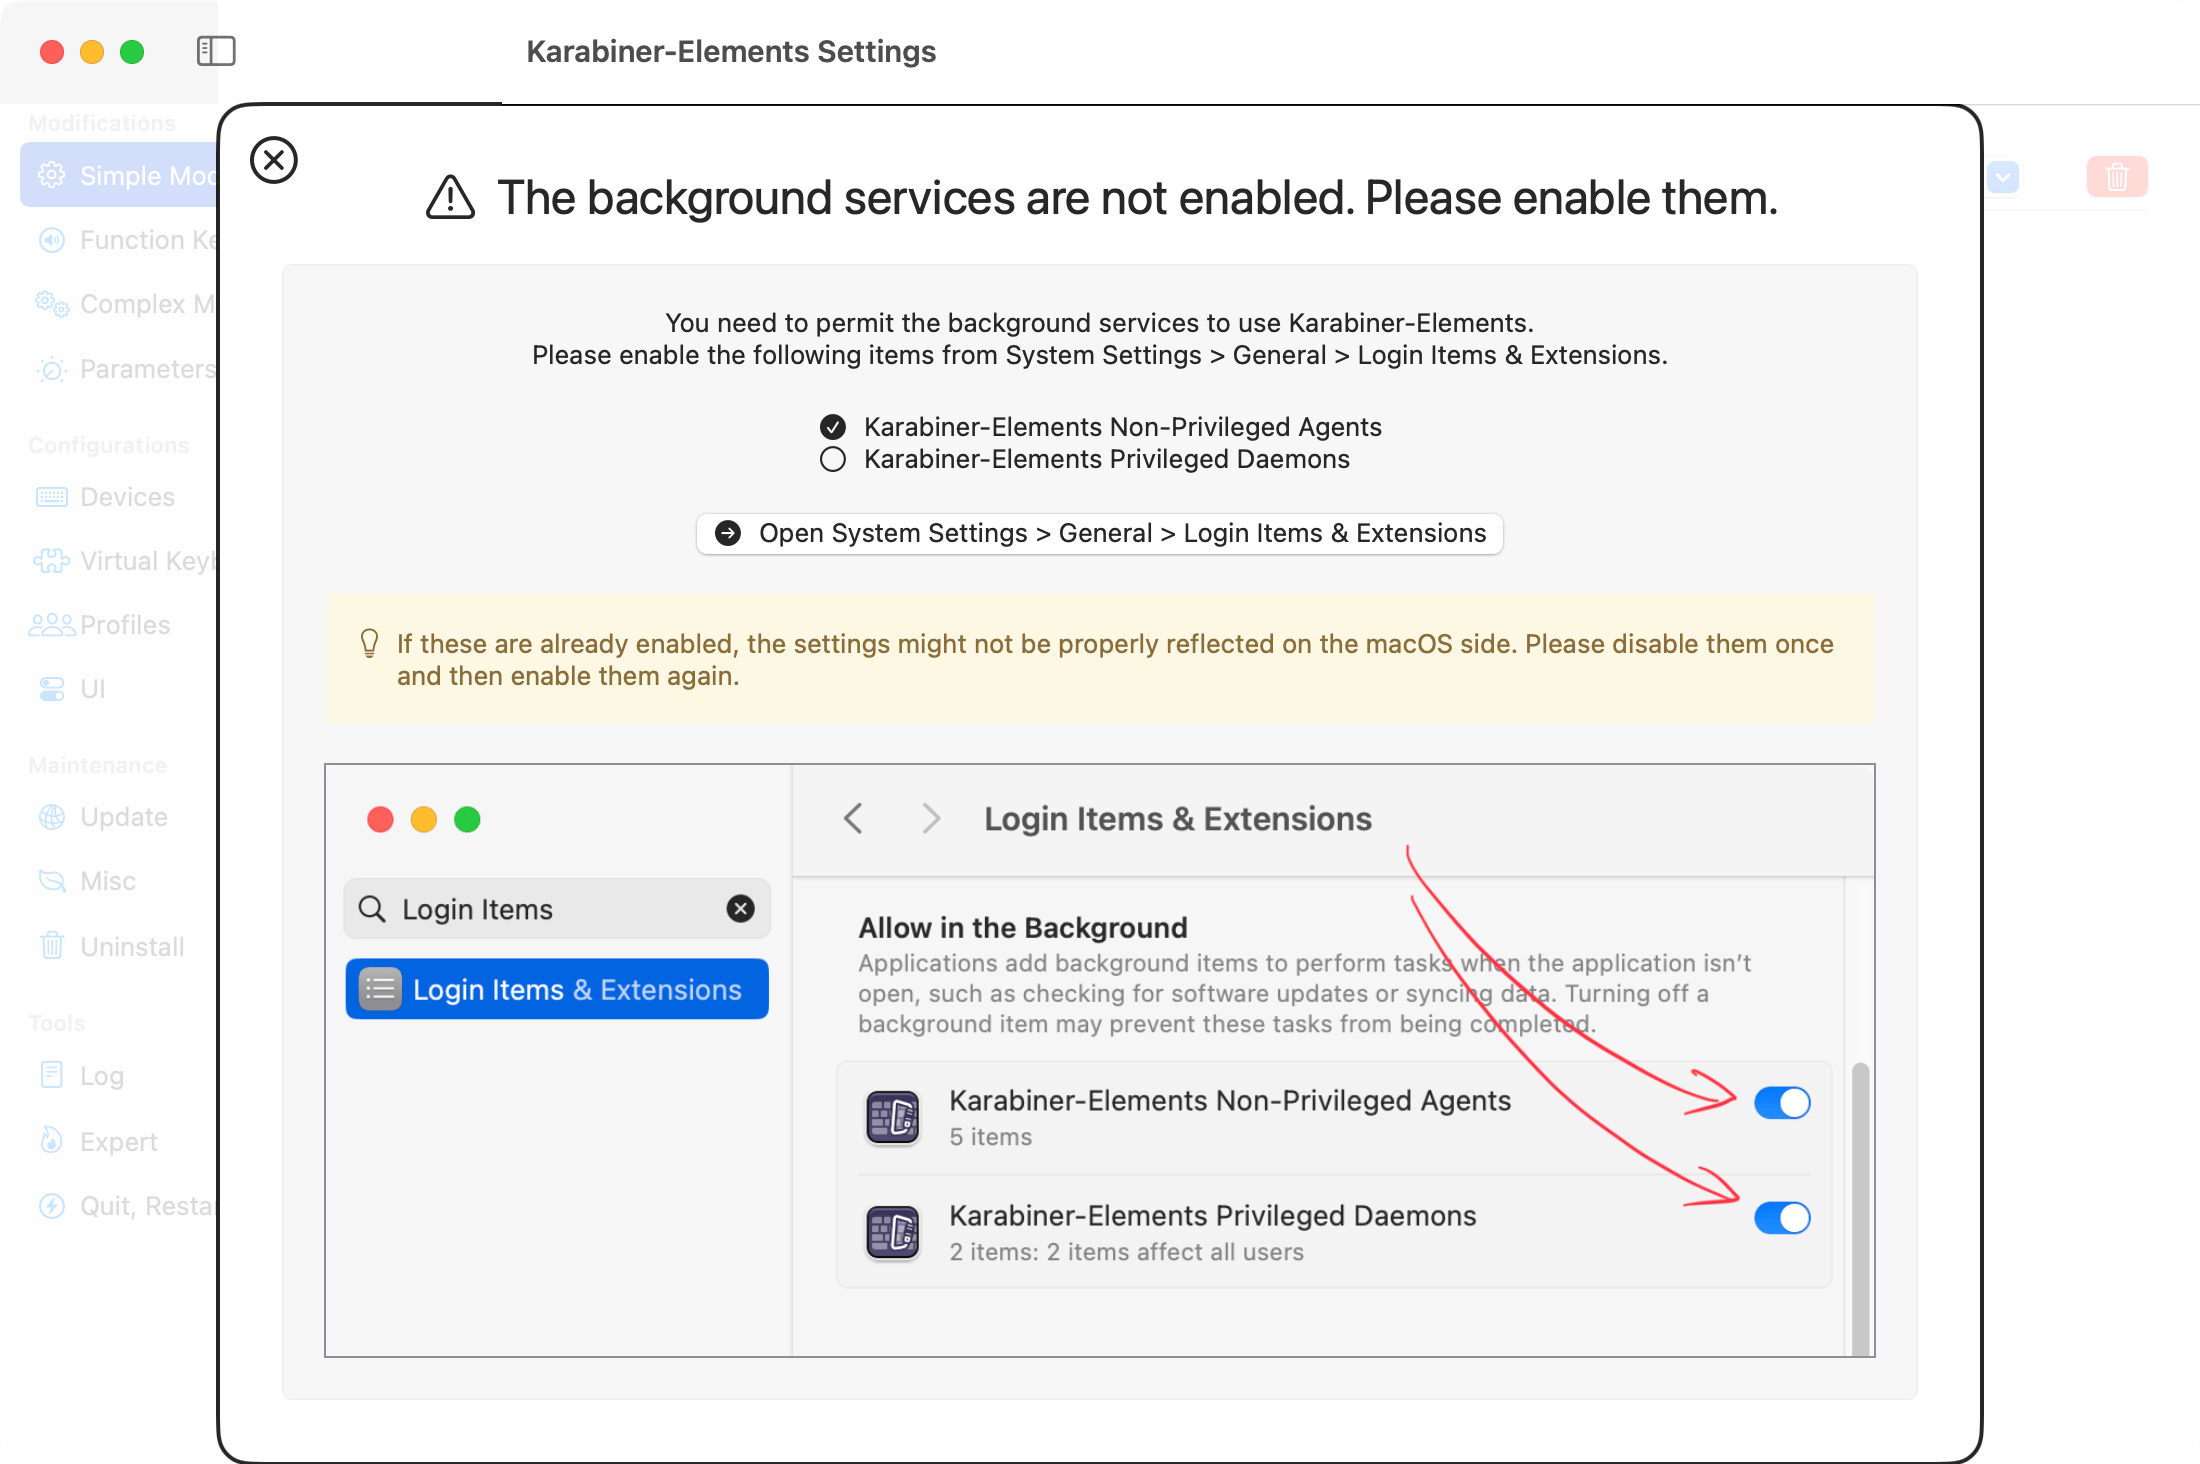 Karabiner-Elements Settings
Modifications
Simple Mod
Function Ke
Complex M
Parameters
Configurations
Devices
Virtual Keyb
Profiles
UI
Maintenance
Update
Misc
Uninstall
Tools
Log
Expert
Quit, Restar
The background services are not enabled. Please enable them.
You need to permit the background services to use Karabiner-Elements.
Please enable the following items from System Settings > General > Login Items & Extensions.
Karabiner-Elements Non-Privileged Agents
Karabiner-Elements Privileged Daemons
Open System Settings > General > Login Items & Extensions
If these are already enabled, the settings might not be properly reflected on the macOS side. Please disable them once
and then enable them again.
Login Items
Login Items & Extensions
Login Items & Extensions
Allow in the Background
Applications add background items to perform tasks when the application isn't
open, such as checking for software updates or syncing data. Turning off a
background item may prevent these tasks from being completed.
Karabiner-Elements Non-Privileged Agents
5 items
Karabiner-Elements Privileged Daemons
2 items: 2 items affect all users